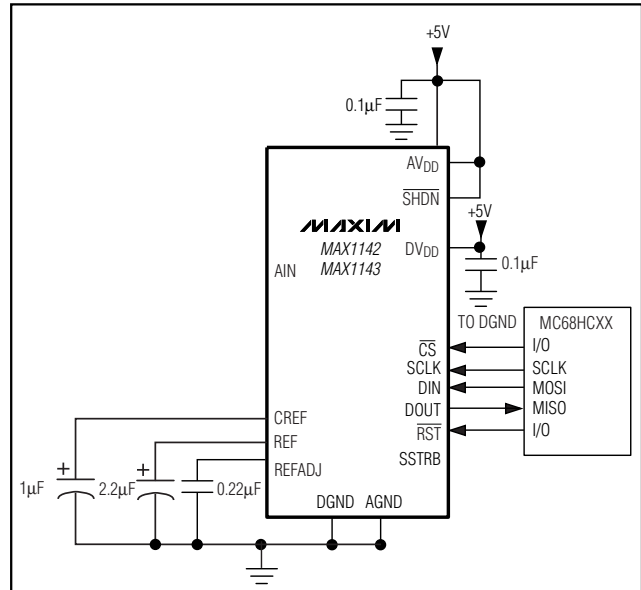 +5V
0.1μF
AVDD
SHDN
+5V
MAXIM
MAX1142
MAX1143
DVDD
AIN
0.1μF
TO DGND
MC68HCXX
CS
I/O
SCLK
SCLK
DIN
MOSI
DOUT
MISO
RST
I/O
SSTRB
CREF
REF
REFADJ
+
+
1μF
2.2μF
0.22μF
DGND
AGND